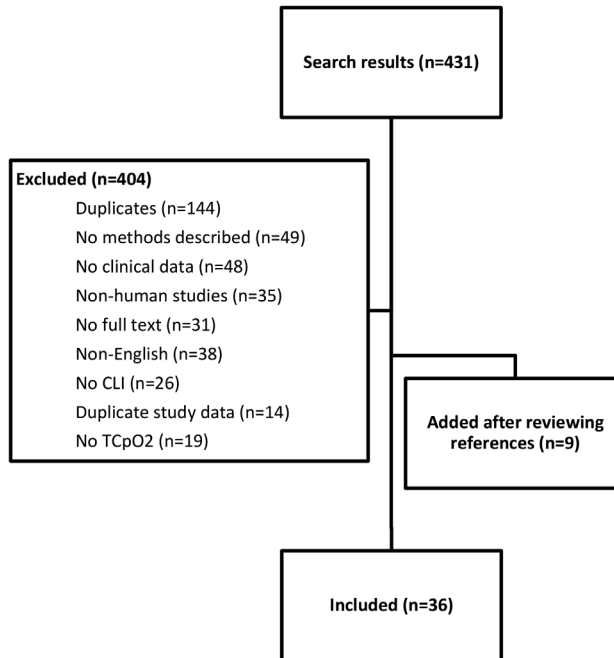 Search results (n=431)
Excluded (n=404)
Duplicates (n=144)
No methods described (n=49)
No clinical data (n=48)
Non-human studies (n=35)
No full text (n=31)
Non-English (n=38)
No CLI (n=26)
Duplicate study data (n=14)
No TCpO2 (n=19)
Added after reviewing
references (n=9)
Included (n=36)